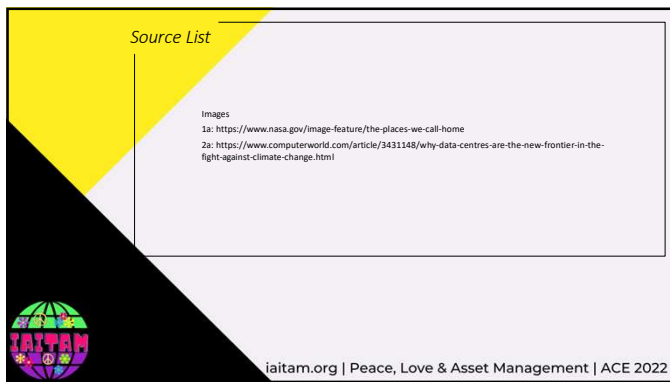 Source List
Images
1a: https://www.nasa.gov/image-feature/the-places-we-call-home
2a: https://www.computerworld.com/article/3431148/why-data-centres-are-the-new-frontier-in-the-
fight-against-climate-change.html
IAITAM
iaitam.org | Peace, Love & Asset Management | ACE 2022